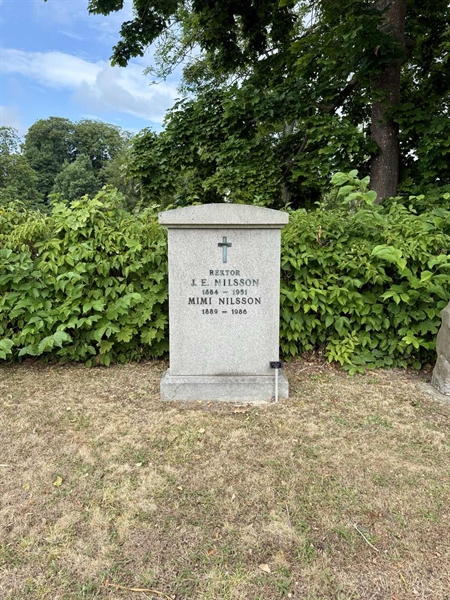 REKTOR
J. E. NILSSON
1884 – 1951
MIMI NILSSON
1889 – 1986